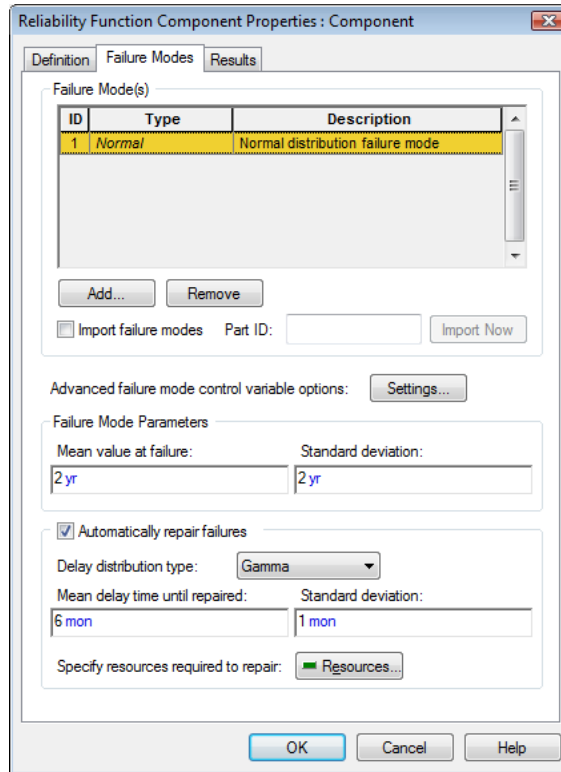 Reliability Function Component Properties : Component
Definition Failure Modes Results
Failure Mode(s)
ID Type Description
1 Normal Normal distribution failure mode
Add... Remove
Import failure modes Part ID: Import Now
Advanced failure mode control variable options: Settings...
Failure Mode Parameters
Mean value at failure: Standard deviation:
2 yr 2 yr
Automatically repair failures
Delay distribution type: Gamma
Mean delay time until repaired: Standard deviation:
6 mon 1 mon
Specify resources required to repair: Resources...
OK Cancel Help